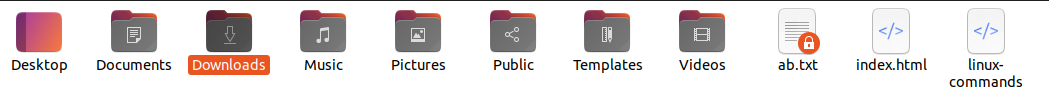 Desktop
Documents
Downloads
Music
Pictures
Public
Templates
Videos
ab.txt
index.html
linux-
commands